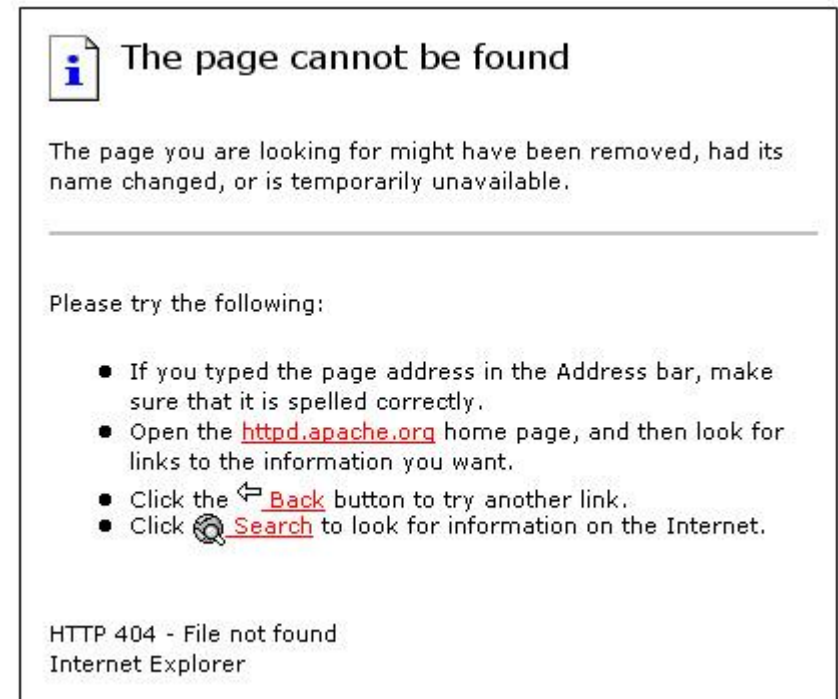 The page cannot be found
The page you are looking for might have been removed, had its
name changed, or is temporarily unavailable.
Please try the following:
If you typed the page address in the Address bar, make
sure that it is spelled correctly.
Open the httpd.apache.org home page, and then look for
links to the information you want.
Click the Back button to try another link.
Click Search to look for information on the Internet.
HTTP 404 - File not found
Internet Explorer